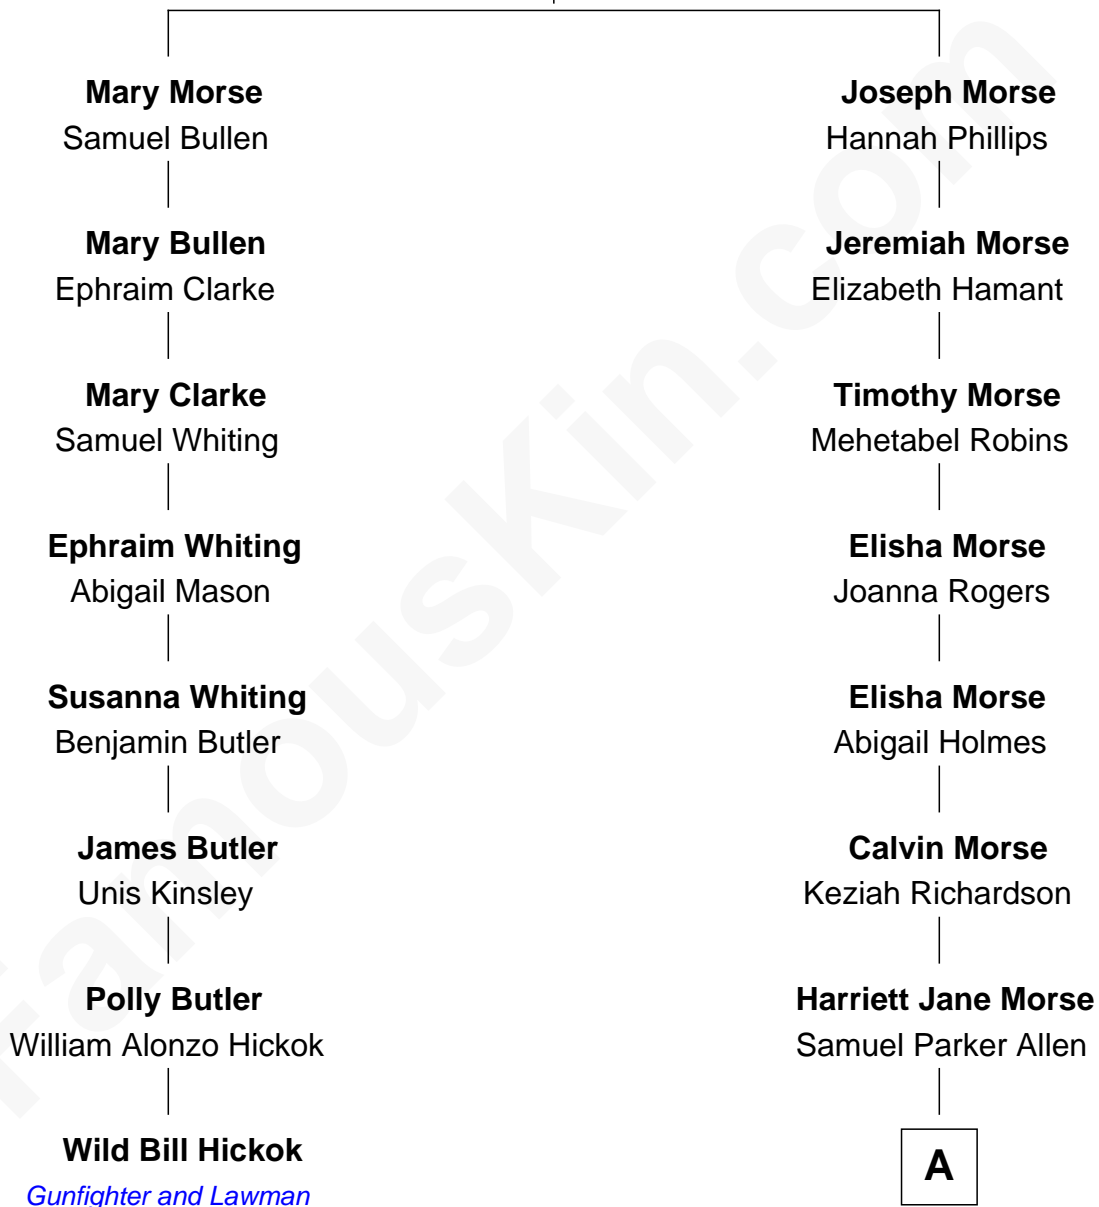 Mary Morse
Samuel Bullen
Mary Bullen
Ephraim Clarke
Mary Clarke
Samuel Whiting
Ephraim Whiting
Abigail Mason
Susanna Whiting
Benjamin Butler
James Butler
Unis Kinsley
Polly Butler
William Alonzo Hickok
Wild Bill Hickok
Gunfighter and Lawman
Joseph Morse
Hannah Phillips
Jeremiah Morse
Elizabeth Hamant
Timothy Morse
Mehetabel Robins
Elisha Morse
Joanna Rogers
Elisha Morse
Abigail Holmes
Calvin Morse
Keziah Richardson
Harriett Jane Morse
Samuel Parker Allen
A
FamousKin.com